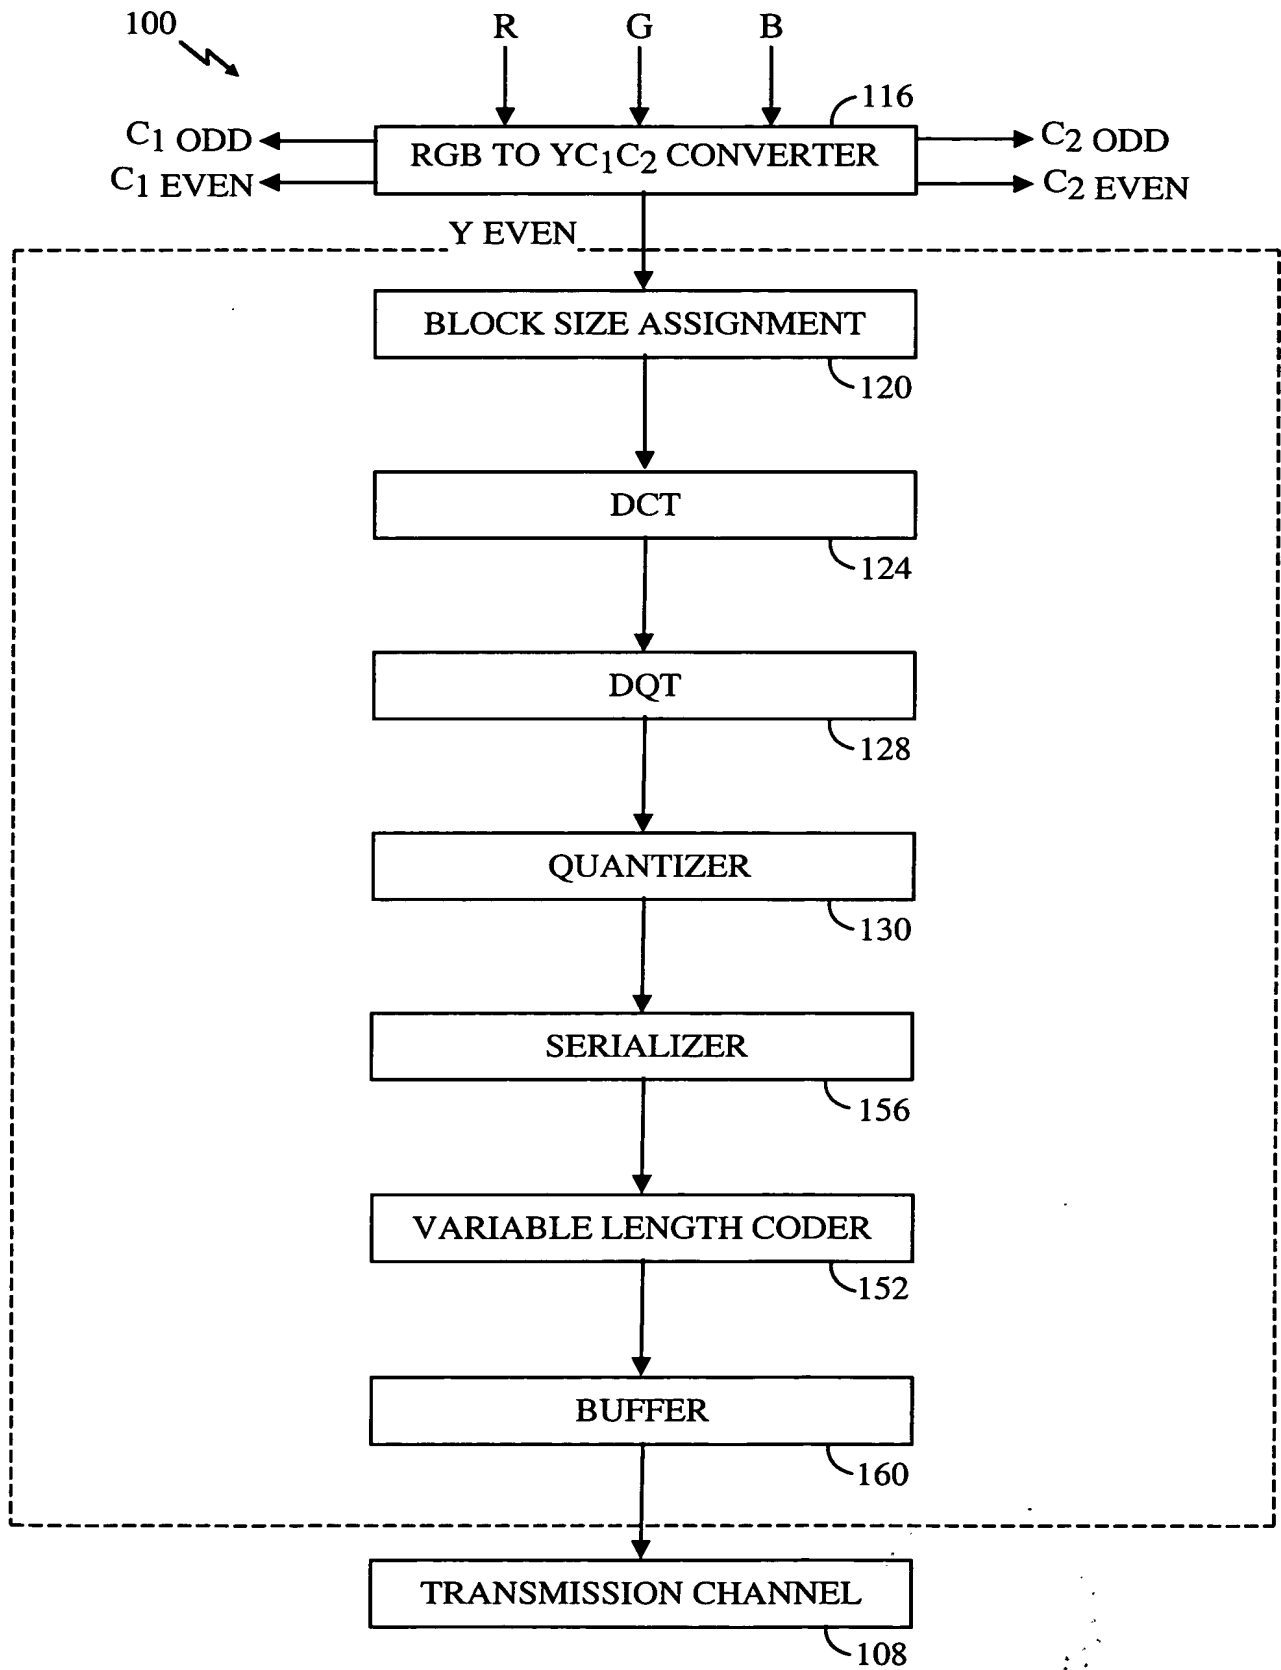 100
R G B
116
C1 ODD
RGB TO YC1C2 CONVERTER
C2 ODD
C1 EVEN
C2 EVEN
Y EVEN
BLOCK SIZE ASSIGNMENT
120
DCT
124
DQT
128
QUANTIZER
130
SERIALIZER
156
VARIABLE LENGTH CODER
152
BUFFER
160
TRANSMISSION CHANNEL
108